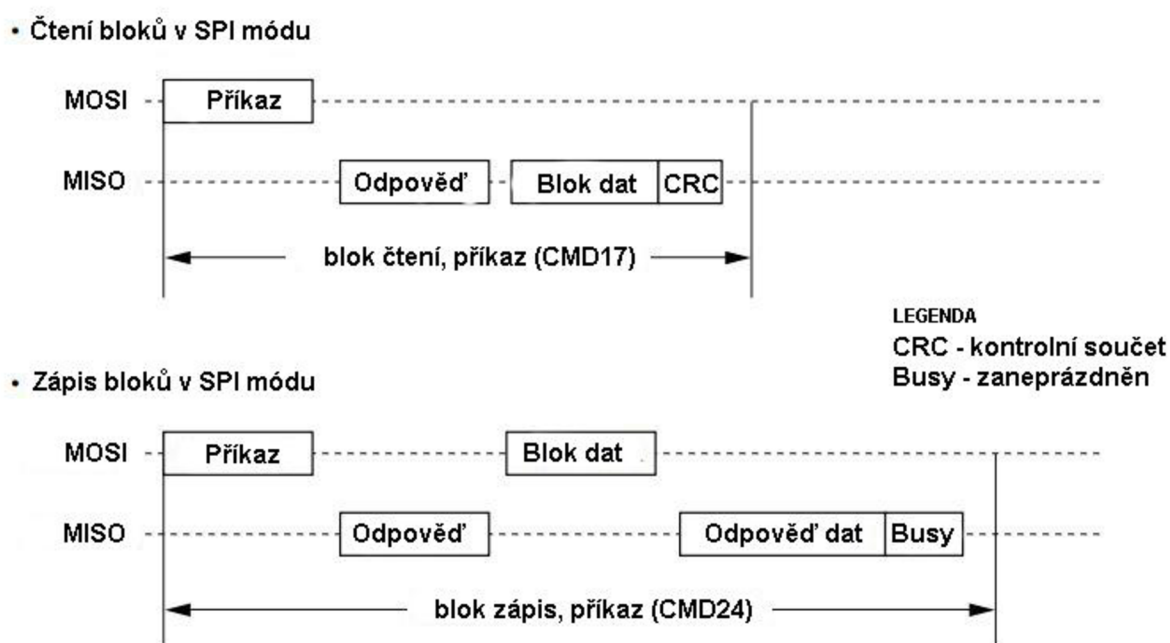 • Čtení bloků v SPI módu
MOSI Příkaz
MISO Odpověď Blok dat CRC
blok čtení, příkaz (CMD17)
LEGENDA
CRC - kontrolní součet
Busy - zaneprázdněn
• Zápis bloků v SPI módu
MOSI Příkaz Blok dat
MISO Odpověď Odpověď dat Busy
blok zápis, příkaz (CMD24)